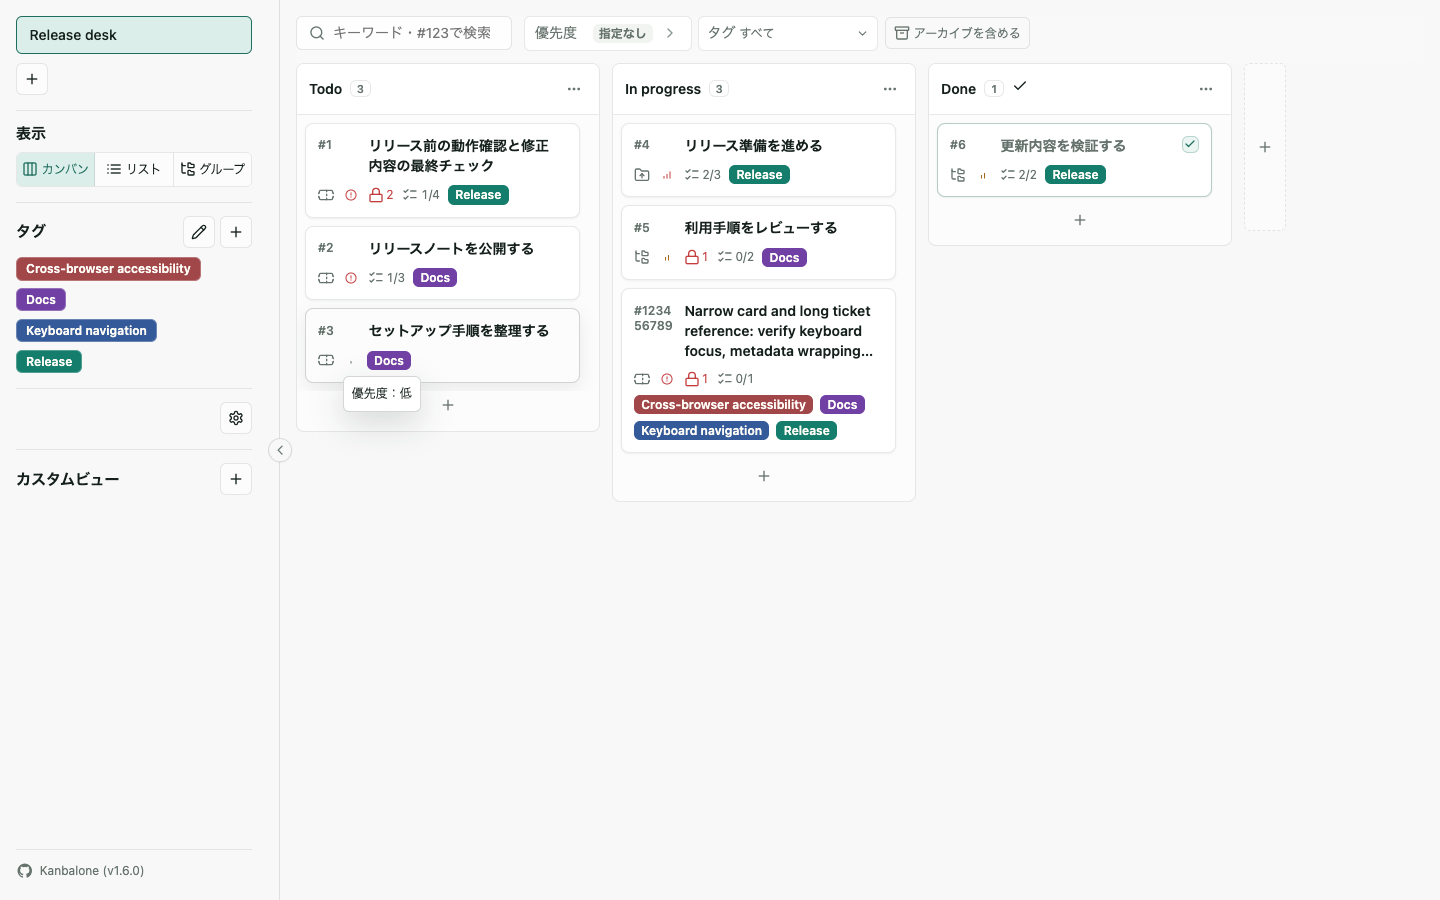 Release desk
表示
カンバン
リスト
グループ
タグ
Cross-browser accessibility
Docs
Keyboard navigation
Release
カスタムビュー
Kanbalone (v1.6.0)
キーワード・#123で検索
優先度 指定なし
タグ すべて
アーカイブを含める
Todo 3
#1 リリース前の動作確認と修正
内容の最終チェック
2 1/4 Release
#2 リリースノートを公開する
1/3 Docs
#3 セットアップ手順を整理する
Docs
優先度：低
In progress 3
#4 リリース準備を進める
2/3 Release
#5 利用手順をレビューする
1 0/2 Docs
#1234
56789
Narrow card and long ticket
reference: verify keyboard
focus, metadata wrapping...
1 0/1
Cross-browser accessibility Docs
Keyboard navigation Release
Done 1
#6 更新内容を検証する
2/2 Release